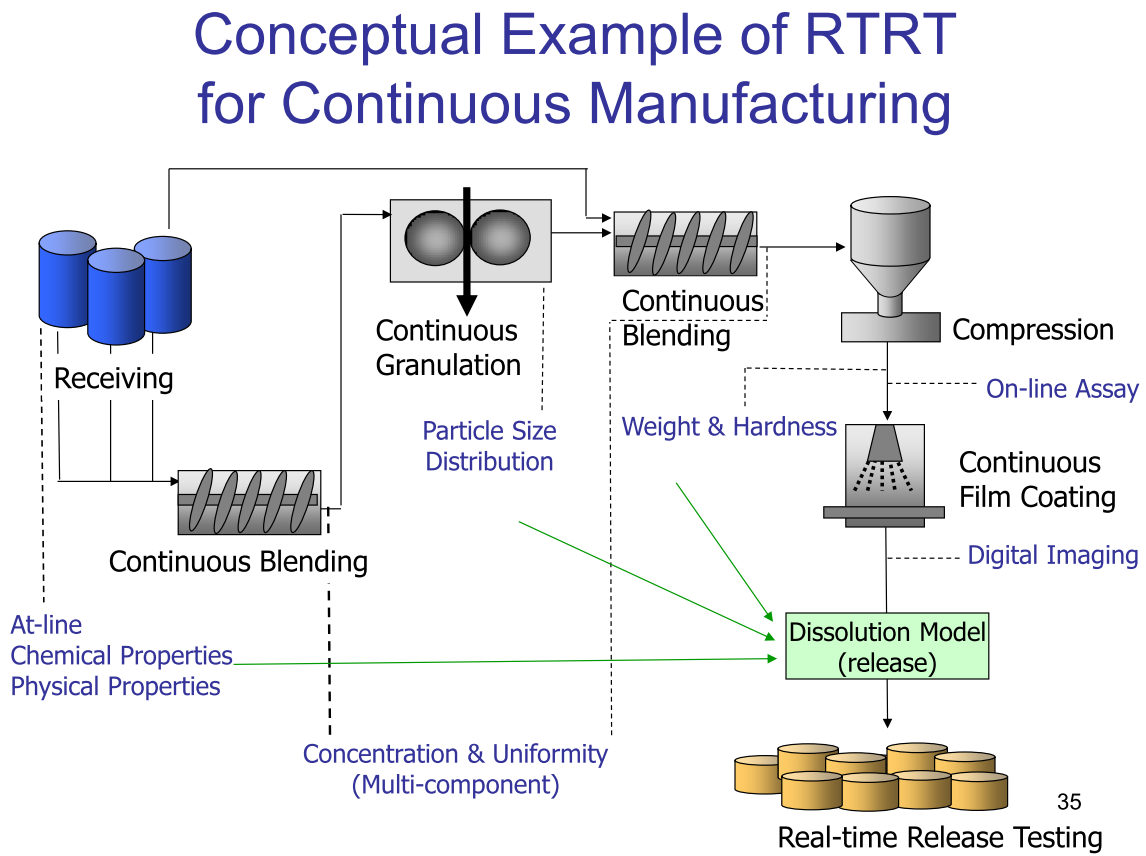 Conceptual Example of RTRT
for Continuous Manufacturing
Receiving
Continuous
Granulation
Continuous
Blending
Compression
On-line Assay
Particle Size
Distribution
Weight & Hardness
Continuous
Film Coating
Continuous Blending
Digital Imaging
At-line
Chemical Properties
Physical Properties
Dissolution Model
(release)
Concentration & Uniformity
(Multi-component)
35
Real-time Release Testing